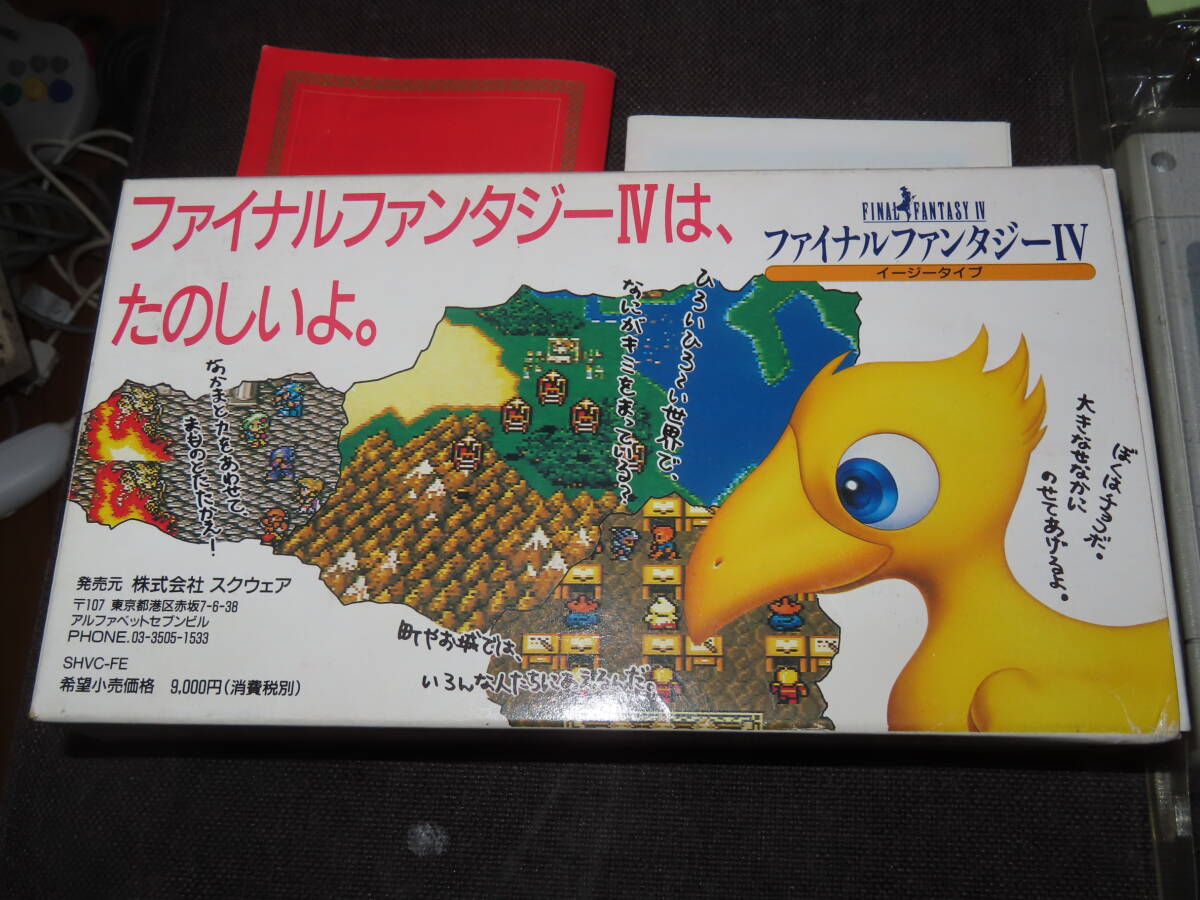 ファイナルファンタジーIVは、
たのしいよ。
FINAL FANTASY IV
ファイナルファンタジーIV
イージータイプ
ひろいひろ〜い世界で、
なにがキミをまっている?
なかまと力をあわせて、
まものとたたかえ!
ぼくはチョコボ。
大きなせなかに
のせてあげるよ。
町やお城では、
いろんな人たちにあえるんだ。
発売元 株式会社 スクウェア
〒107 東京都港区赤坂7-6-38
アルファベットセブンビル
PHONE. 03-3505-1533
SHVC-FE
希望小売価格 9,000円(消費税別)